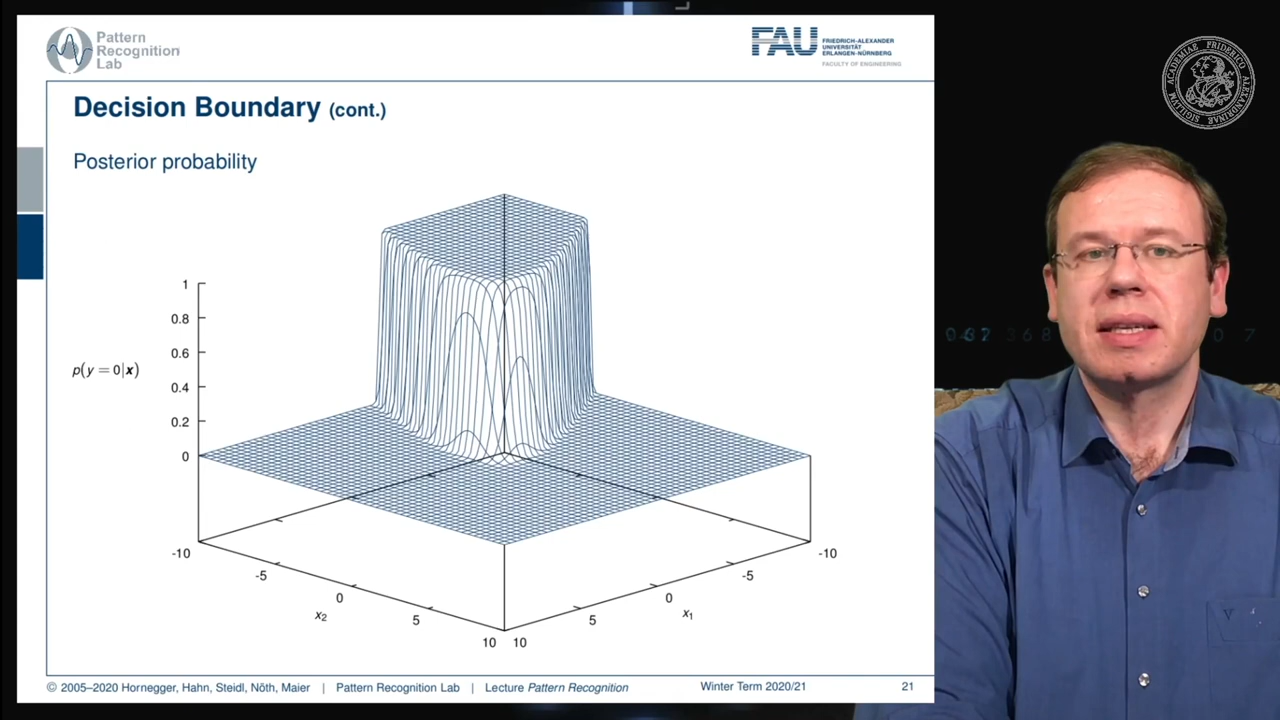 Pattern
Recognition
Lab
FAU
FRIEDRICH-ALEXANDER
UNIVERSITÄT
ERLANGEN-NÜRNBERG
FACULTY OF ENGINEERING
Decision Boundary (cont.)
Posterior probability
p(y = 0|x)
1
0.8
0.6
0.4
0.2
0
-10
-5
0
5
10
x2
10
5
0
-5
-10
x1
© 2005–2020 Hornegger, Hahn, Steidl, Nöth, Maier | Pattern Recognition Lab | Lecture Pattern Recognition Winter Term 2020/21 21